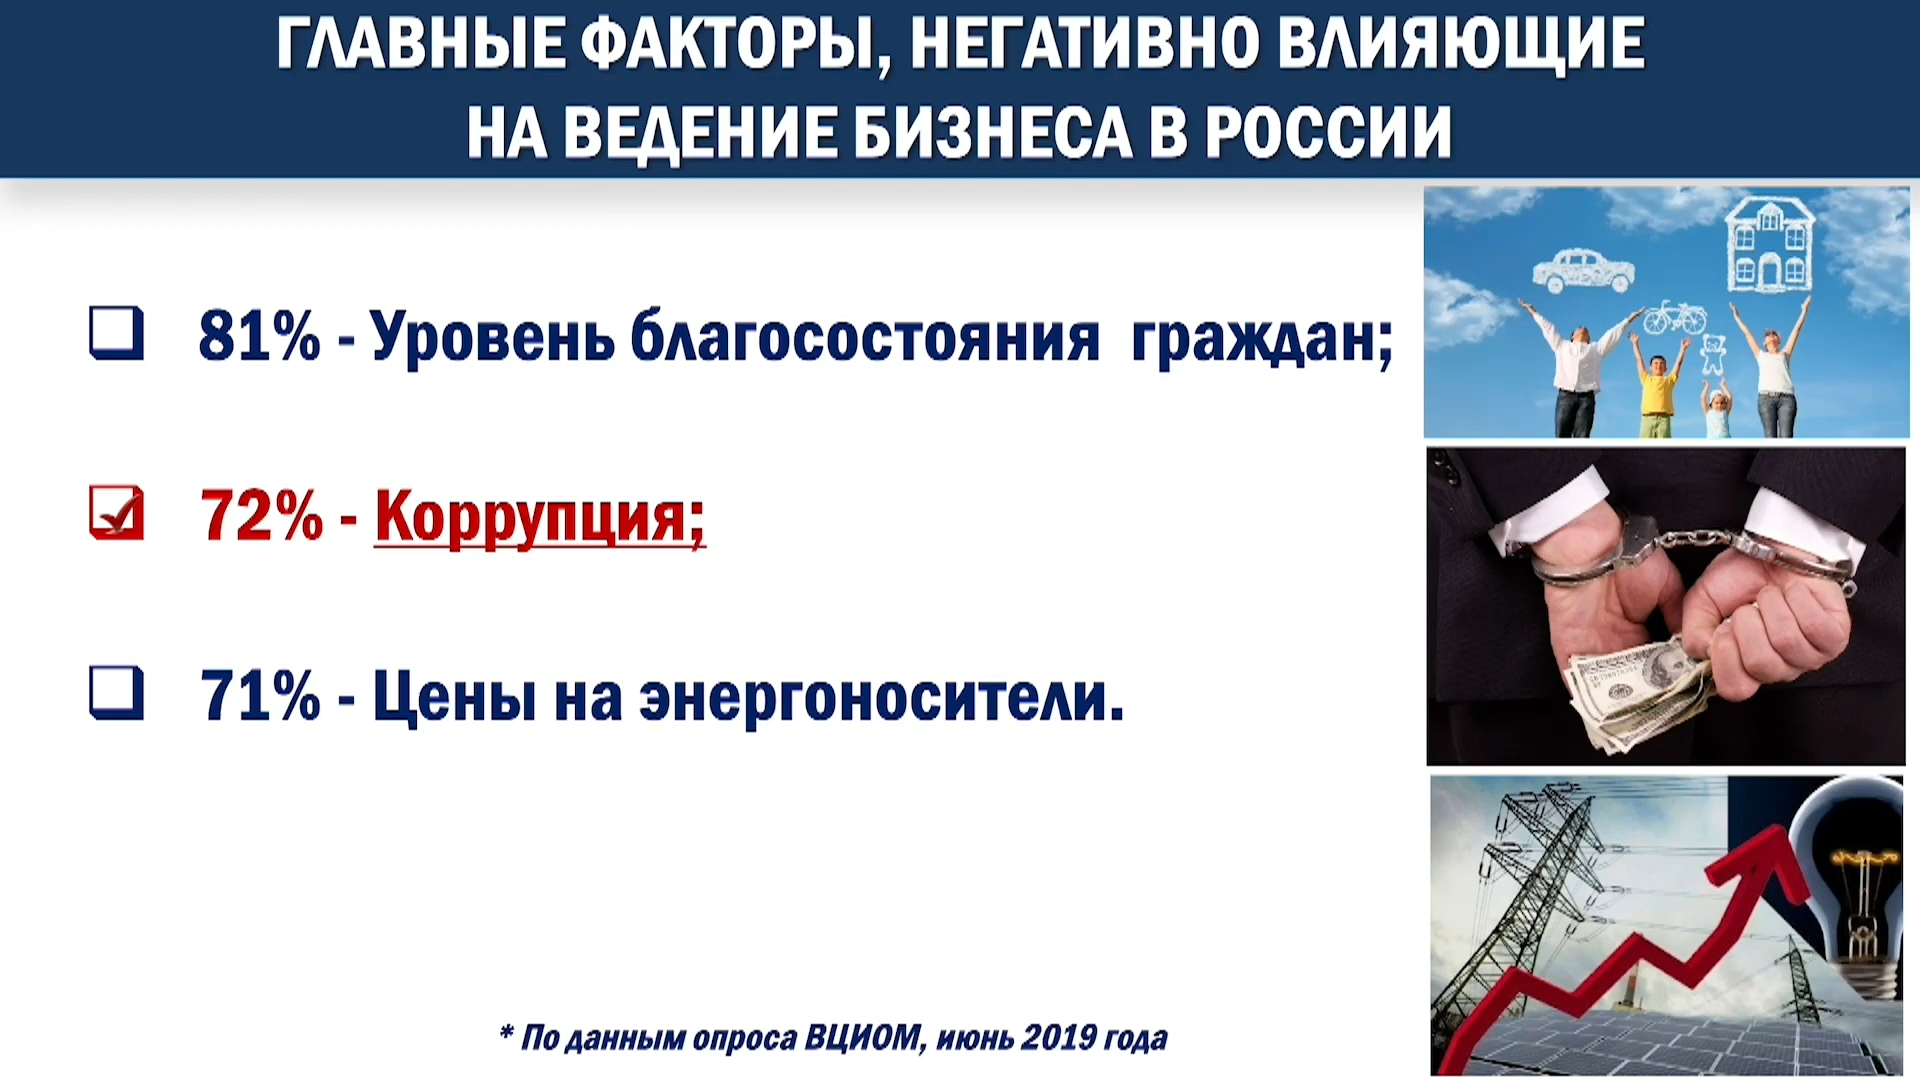 ГЛАВНЫЕ ФАКТОРЫ, НЕГАТИВНО ВЛИЯЮЩИЕ
НА ВЕДЕНИЕ БИЗНЕСА В РОССИИ
81% - Уровень благосостояния граждан;
72% - Коррупция;
71% - Цены на энергоносители.
* По данным опроса ВЦИОМ, июнь 2019 года